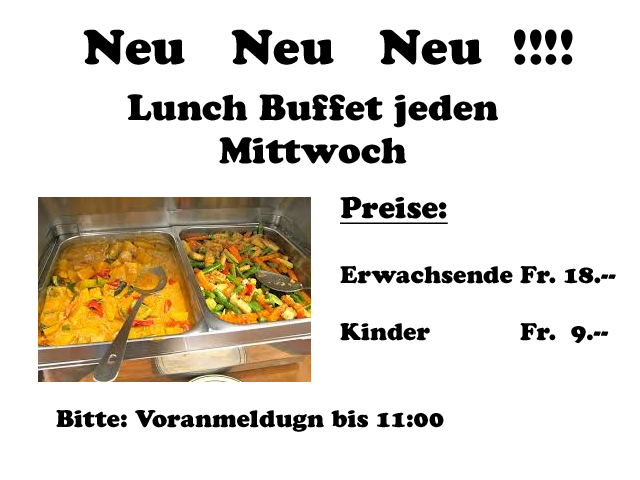 Neu Neu Neu !!!!
Lunch Buffet jeden
Mittwoch
Preise:
Erwachsende Fr. 18.--
Kinder Fr. 9.--
Bitte: Voranmeldugn bis 11:00